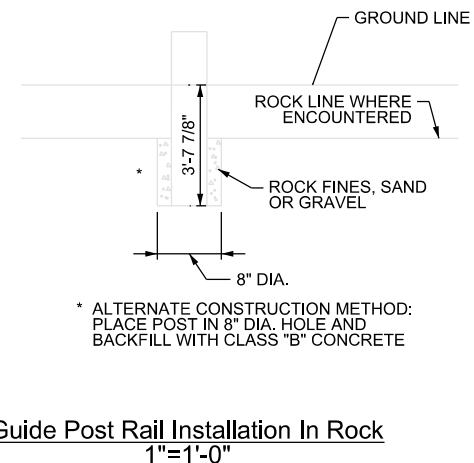 GROUND LINE
ROCK LINE WHERE
ENCOUNTERED
3'-7 7/8"
*
ROCK FINES, SAND
OR GRAVEL
8" DIA.
* ALTERNATE CONSTRUCTION METHOD:
PLACE POST IN 8" DIA. HOLE AND
BACKFILL WITH CLASS "B" CONCRETE
Guide Post Rail Installation In Rock
1"=1'-0"